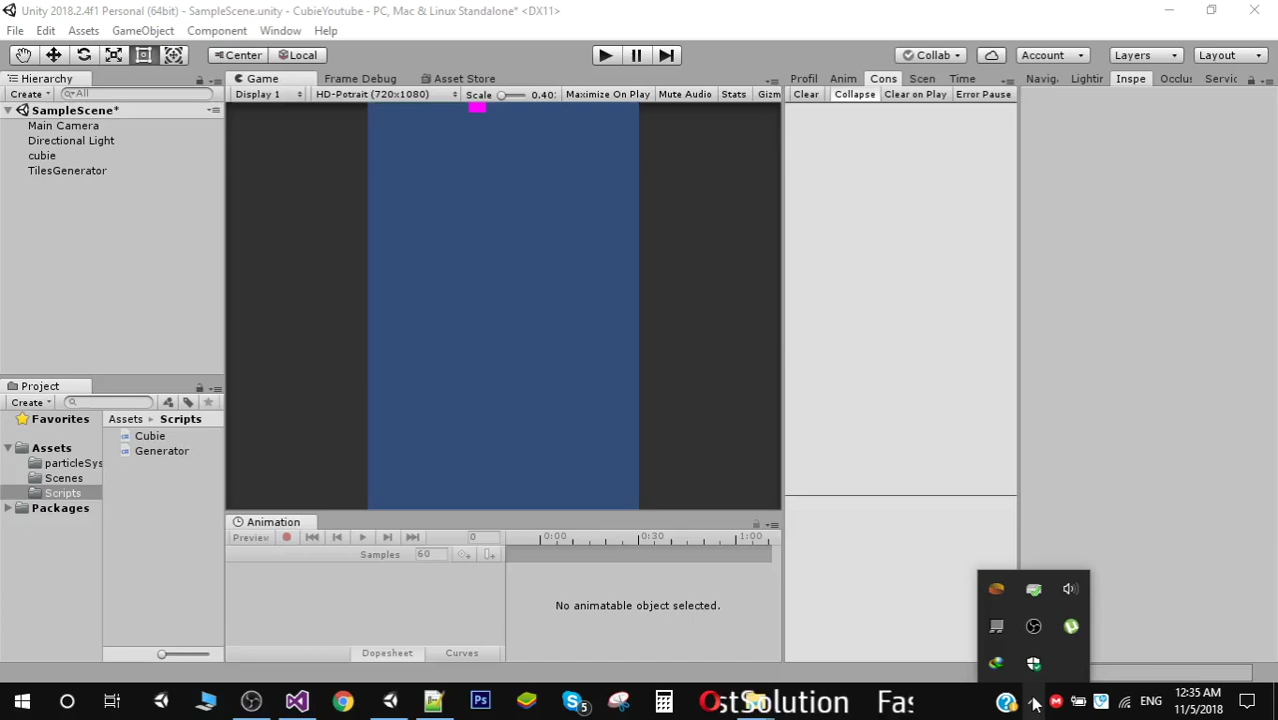 Unity 2018.2.4f1 Personal (64bit) - SampleScene.unity - CubieYoutube - PC, Mac & Linux Standalone* <DX11>
File Edit Assets GameObject Component Window Help
Center Local Collab Account Layers Layout
Hierarchy Game Frame Debug Asset Store Profil Anim Cons Scen Time Navig. Lightir Inspe Occlu: Servic
Create All Display 1 HD-Potrait (720x1080) Scale 0.40: Maximize On Play Mute Audio Stats Gizm Clear Collapse Clear on Play Error Pause
SampleScene*
Main Camera
Directional Light
cubie
TilesGenerator
Project
Create
Favorites Assets Scripts
Cubie
Assets Generator
particleSys
Scenes
Scripts
Packages
Animation
Preview 0 0:00 0:30 1:00
Samples 60
No animatable object selected.
Dopesheet Curves
Ps 5 stSolution Fas ENG 12:35 AM
11/5/2018